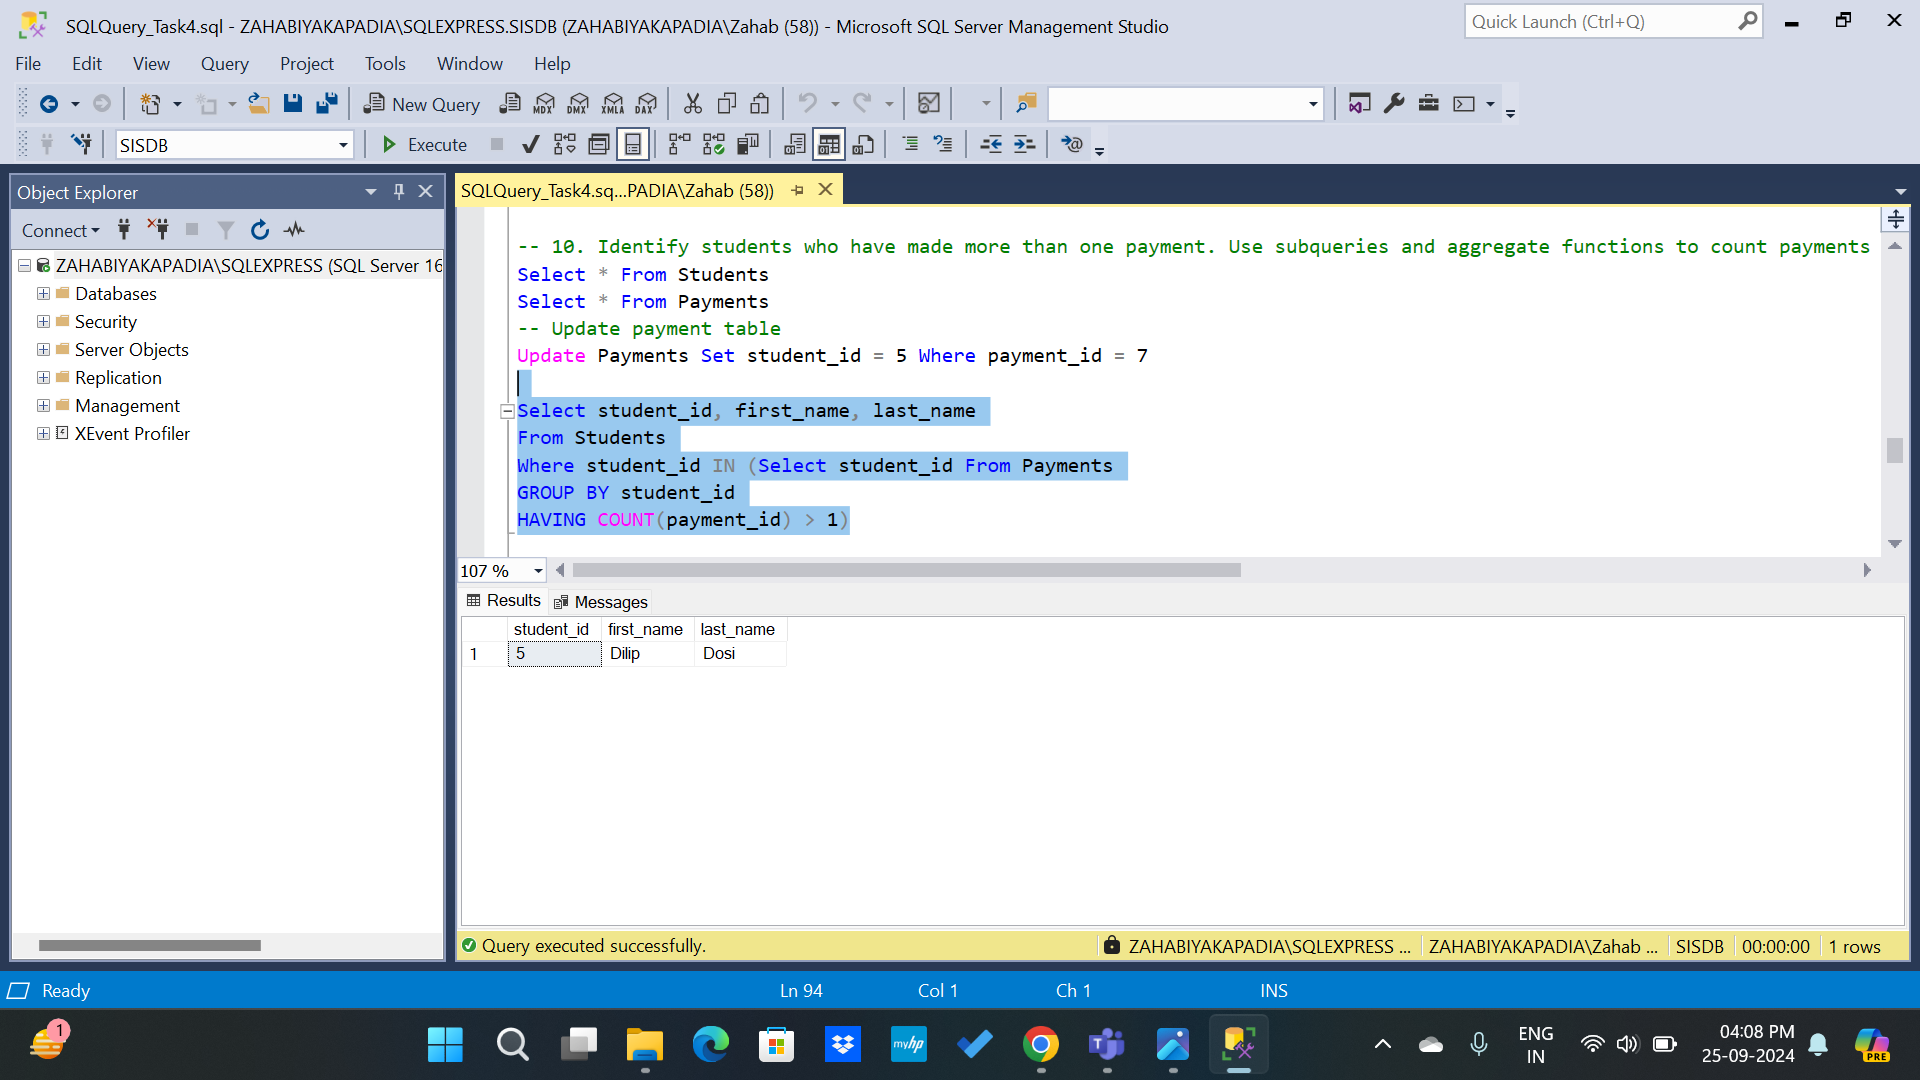 SQLQuery_Task4.sql - ZAHABIYAKAPADIA\SQLEXPRESS.SISDB (ZAHABIYAKAPADIA\Zahab (58)) - Microsoft SQL Server Management Studio
Quick Launch (Ctrl+Q)
File Edit View Query Project Tools Window Help
New Query MDX DMX XMLA DAX
SISDB Execute
Object Explorer
SQLQuery_Task4.sq...PADIA\Zahab (58))
Connect
ZAHABIYAKAPADIA\SQLEXPRESS (SQL Server 16
Databases
Security
Server Objects
Replication
Management
XEvent Profiler
-- 10. Identify students who have made more than one payment. Use subqueries and aggregate functions to count payments
Select * From Students
Select * From Payments
-- Update payment table
Update Payments Set student_id = 5 Where payment_id = 7
Select student_id, first_name, last_name
From Students
Where student_id IN (Select student_id From Payments
GROUP BY student_id
HAVING COUNT(payment_id) > 1)
107 %
Results Messages
student_id first_name last_name
1 5 Dilip Dosi
Query executed successfully. ZAHABIYAKAPADIA\SQLEXPRESS ... ZAHABIYAKAPADIA\Zahab ... SISDB 00:00:00 1 rows
Ready Ln 94 Col 1 Ch 1 INS
1
myhp
ENG
IN
04:08 PM
25-09-2024
PRE